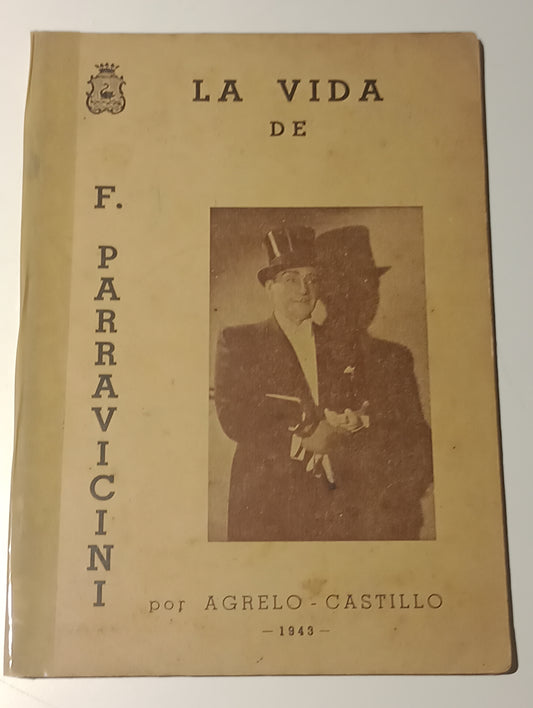 LA VIDA
DE
F. PARRAVICINI
por AGRELO - CASTILLO
- 1943 -